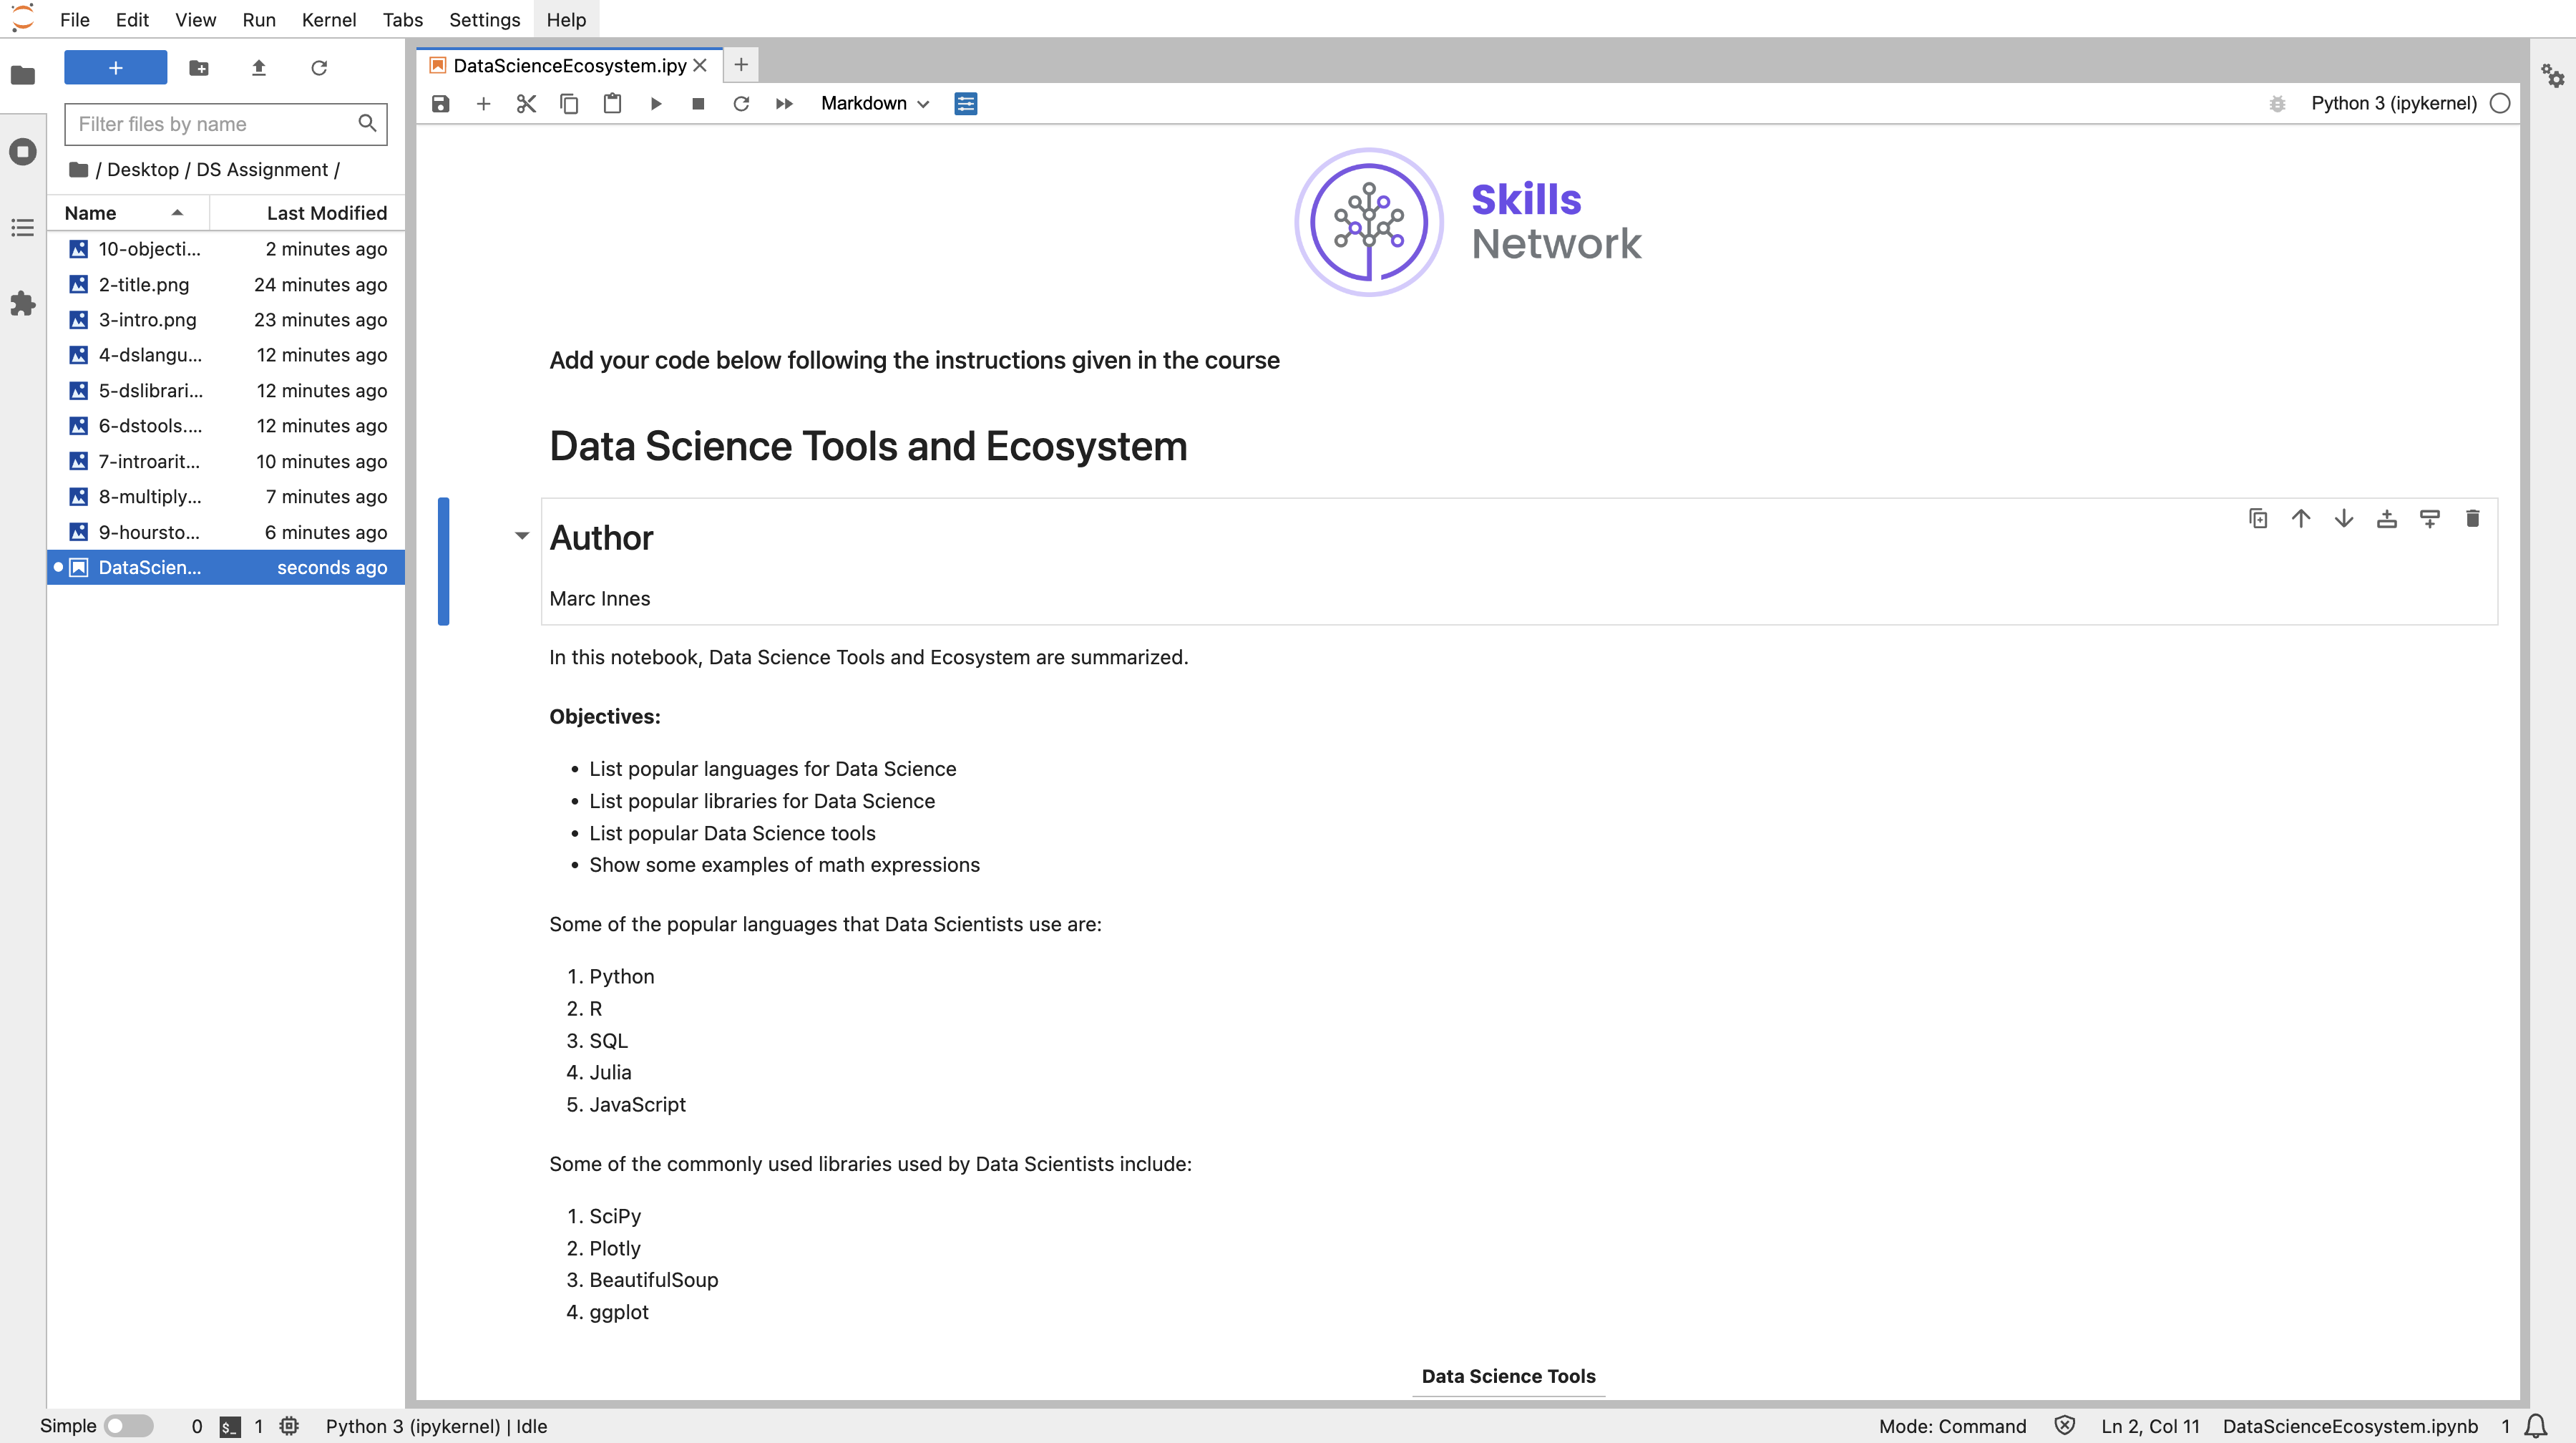 File Edit View Run Kernel Tabs Settings Help
Filter files by name
/ Desktop / DS Assignment /
Name Last Modified
10-objecti... 2 minutes ago
2-title.png 24 minutes ago
3-intro.png 23 minutes ago
4-dslangu... 12 minutes ago
5-dslibrari... 12 minutes ago
6-dstools.... 12 minutes ago
7-introarit... 10 minutes ago
8-multiply... 7 minutes ago
9-hoursto... 6 minutes ago
DataScien... seconds ago
DataScienceEcosystem.ipy
Markdown
Python 3 (ipykernel)
Skills
Network
Add your code below following the instructions given in the course
Data Science Tools and Ecosystem
Author
Marc Innes
In this notebook, Data Science Tools and Ecosystem are summarized.
Objectives:
• List popular languages for Data Science
• List popular libraries for Data Science
• List popular Data Science tools
• Show some examples of math expressions
Some of the popular languages that Data Scientists use are:
1. Python
2. R
3. SQL
4. Julia
5. JavaScript
Some of the commonly used libraries used by Data Scientists include:
1. SciPy
2. Plotly
3. BeautifulSoup
4. ggplot
Data Science Tools
Simple 0 $_ 1 Python 3 (ipykernel) | Idle Mode: Command Ln 2, Col 11 DataScienceEcosystem.ipynb 1